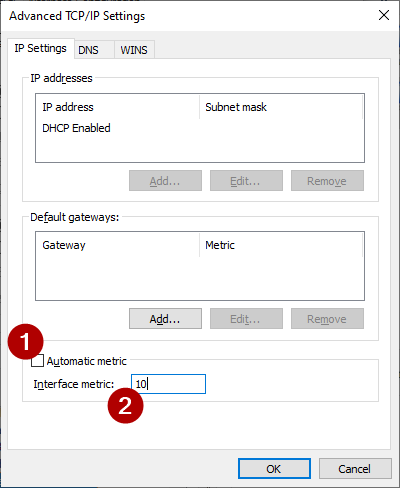 Advanced TCP/IP Settings
IP Settings DNS WINS
IP addresses
IP address Subnet mask
DHCP Enabled
Add... Edit... Remove
Default gateways:
Gateway Metric
Add... Edit... Remove
1
Automatic metric
Interface metric: 10
2
OK Cancel